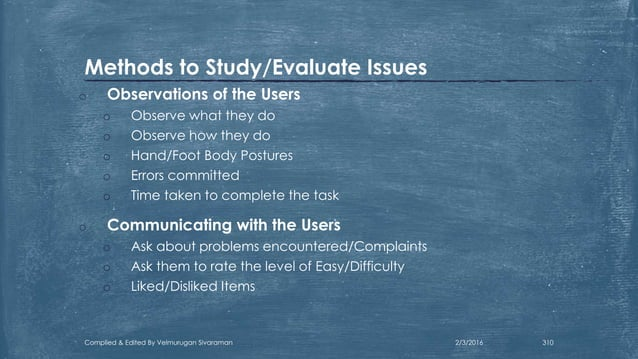 Methods to Study/Evaluate Issues
o Observations of the Users
o Observe what they do
o Observe how they do
o Hand/Foot Body Postures
o Errors committed
o Time taken to complete the task
o Communicating with the Users
o Ask about problems encountered/Complaints
o Ask them to rate the level of Easy/Difficulty
o Liked/Disliked Items
Complied & Edited By Velmurugan Sivaraman 2/3/2016 310